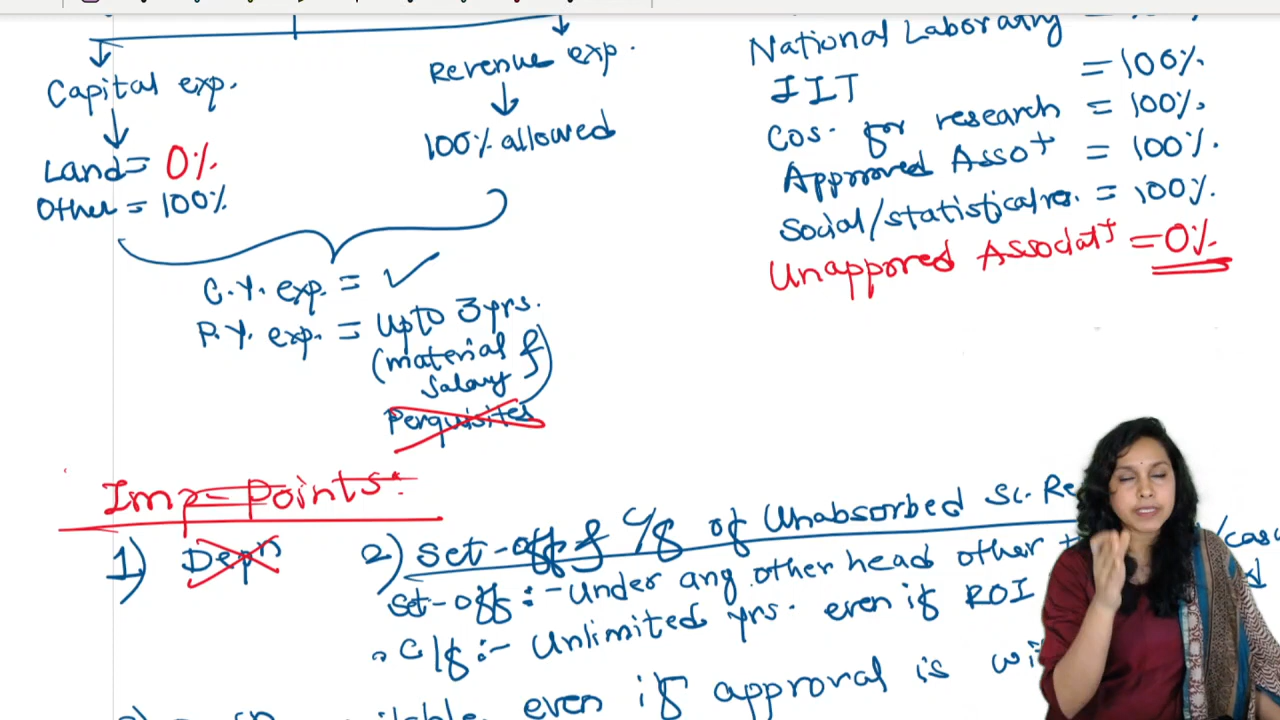 Capital exp.
Land = 0%
Other = 100%
Revenue exp.
100% allowed
C.Y. exp. = ✓
P.Y. exp. = upto 3 yrs.
(material &
salary)
Perquisites
National Laboratory
IIT = 100%
Cos. for research = 100%
Approved Asso^n = 100%
Social/statistical res. = 100%
Unappored Associat^n = 0%
Imp-Points:
1) Dep^n
2) Set-off & C/f of Unabsorbed Sc. Re
Set-off :- Under any other head other
C/f :- Unlimited yrs. even if ROI
even if approval is